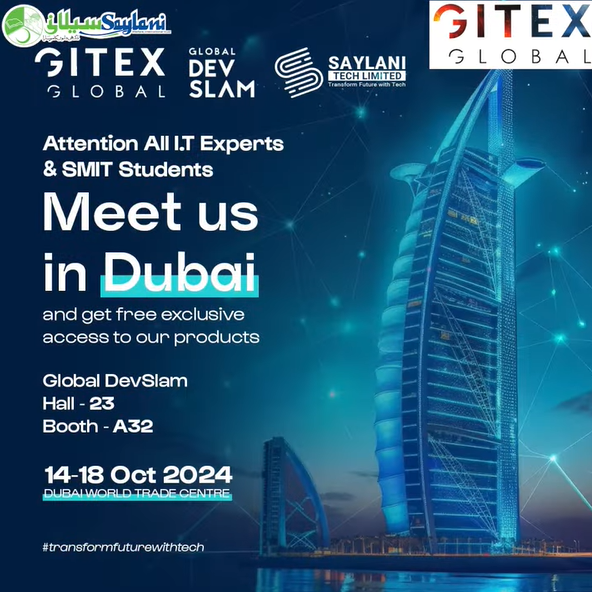 سیلانی Saylani
GITEX
GLOBAL
GLOBAL
DEV
SLAM
SAYLANI
TECH LIMITED
Transform Future with Tech
GITEX
GLOBAL
Attention All I.T Experts
& SMIT Students
Meet us
in Dubai
and get free exclusive
access to our products
Global DevSlam
Hall - 23
Booth - A32
14-18 Oct 2024
DUBAI WORLD TRADE CENTRE
#transformfuturewithtech